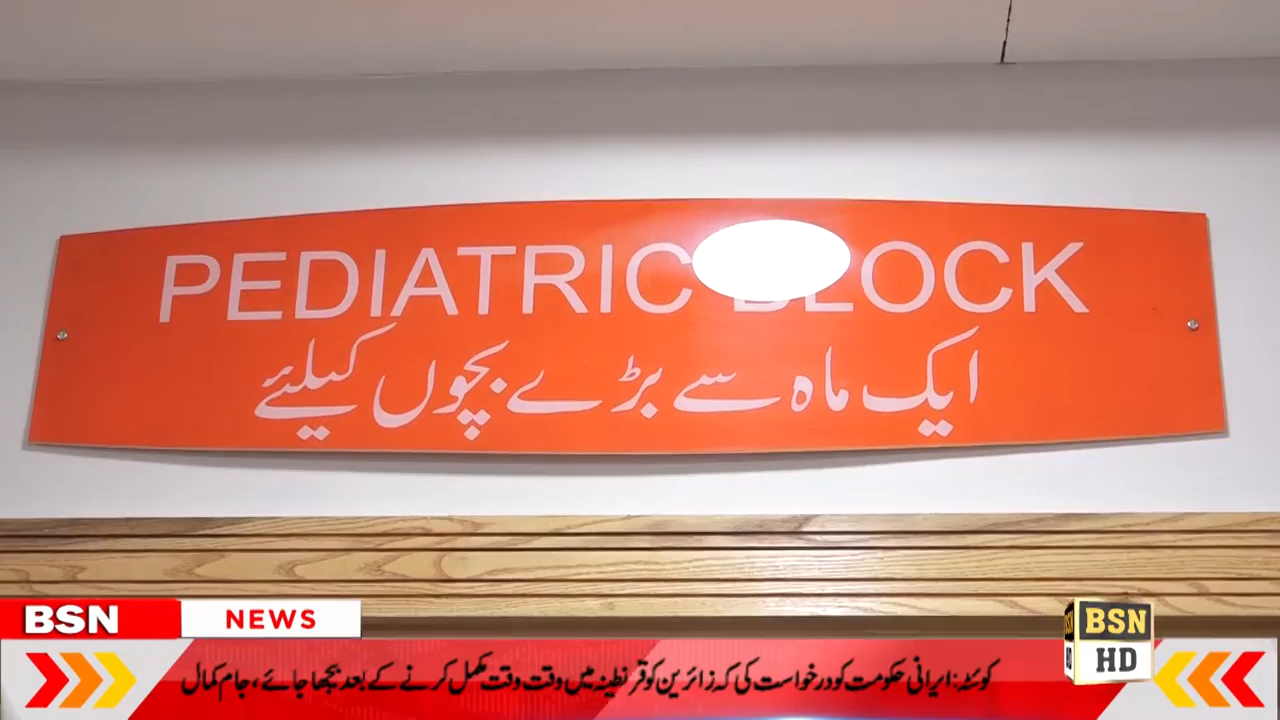 PEDIATRIC BLOCK
ایک ماہ سے بڑے بچوں کیلئے
BSN NEWS
BSN
HD
کوئٹہ: ایرانی حکومت کو درخواست کی کہ زائرین کو قرنطینہ میں وقت وقت مکمل کرنے کے بعد بھیجا جائے، جام کمال